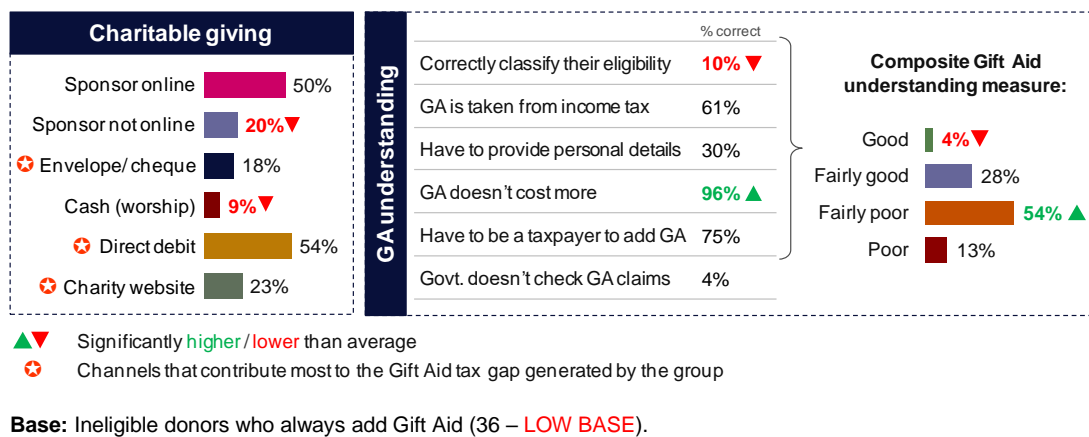 Charitable giving
Sponsor online 50%
Sponsor not online 20%
Envelope/ cheque 18%
Cash (worship) 9%
Direct debit 54%
Charity website 23%
GA understanding
% correct
Correctly classify their eligibility 10%
GA is taken from income tax 61%
Have to provide personal details 30%
GA doesn't cost more 96%
Have to be a taxpayer to add GA 75%
Govt. doesn't check GA claims 4%
Composite Gift Aid
understanding measure:
Good 4%
Fairly good 28%
Fairly poor 54%
Poor 13%
Significantly higher / lower than average
Channels that contribute most to the Gift Aid tax gap generated by the group
Base: Ineligible donors who always add Gift Aid (36 – LOW BASE).